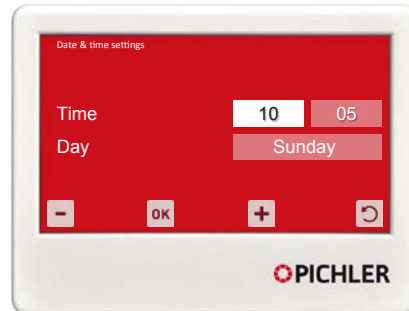 Date & time settings
Time 10 05
Day Sunday
- OK +
PICHLER